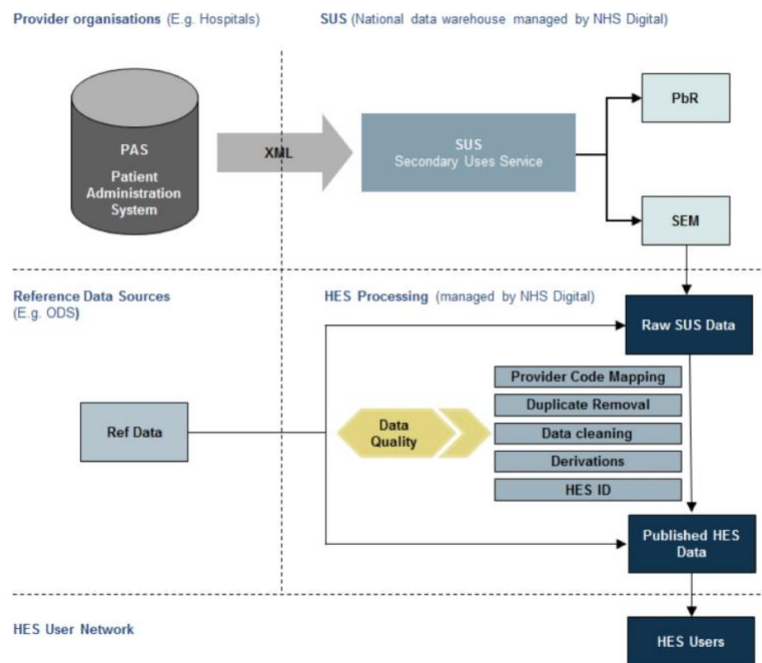 Provider organisations (E.g. Hospitals)
SUS (National data warehouse managed by NHS Digital)
PAS
Patient
Administration
System
XML
SUS
Secondary Uses Service
PbR
SEM
Reference Data Sources
(E.g. ODS)
HES Processing (managed by NHS Digital)
Raw SUS Data
Ref Data
Data
Quality
Provider Code Mapping
Duplicate Removal
Data cleaning
Derivations
HES ID
Published HES
Data
HES User Network
HES Users